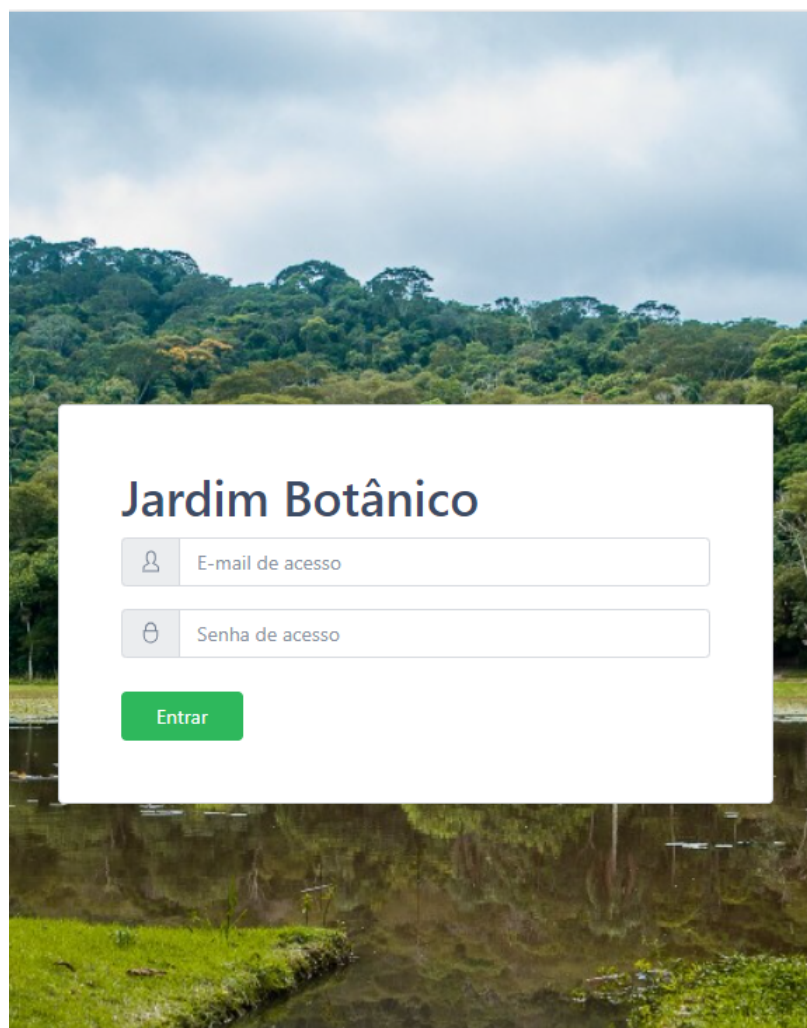 Jardim Botânico
E-mail de acesso
Senha de acesso
Entrar